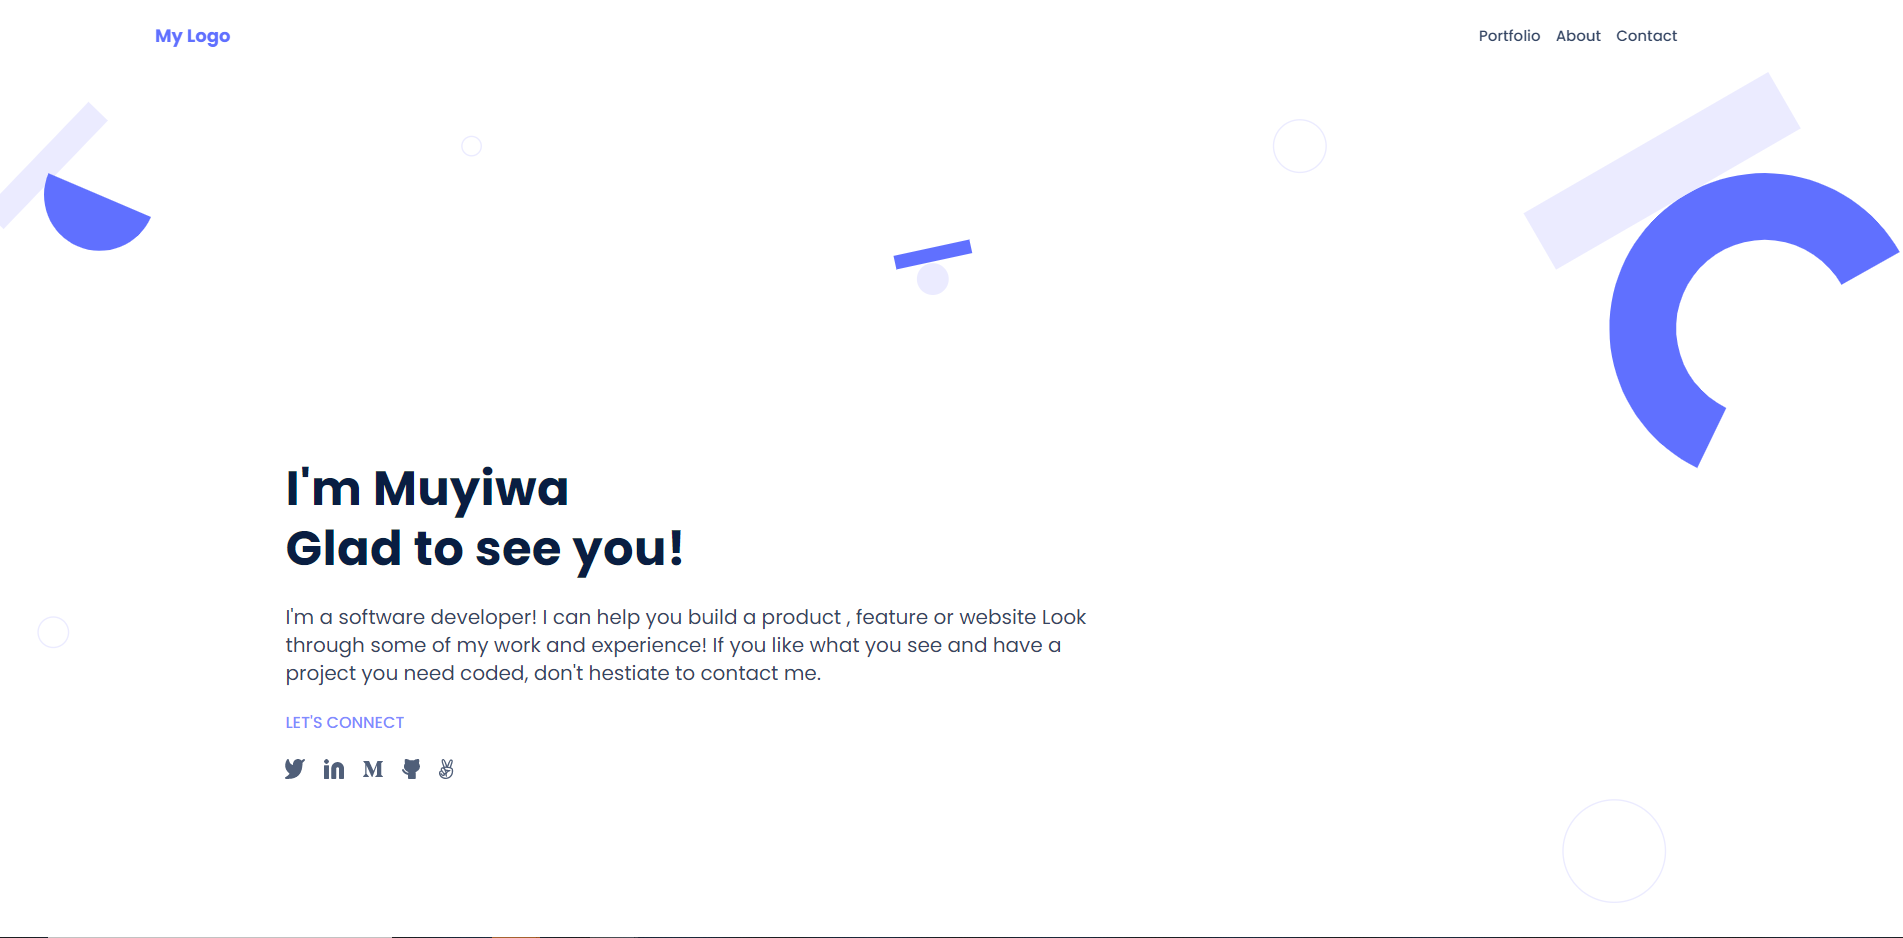 My Logo
Portfolio About Contact
I'm Muyiwa
Glad to see you!
I'm a software developer! I can help you build a product , feature or website Look
through some of my work and experience! If you like what you see and have a
project you need coded, don't hestiate to contact me.
LET'S CONNECT